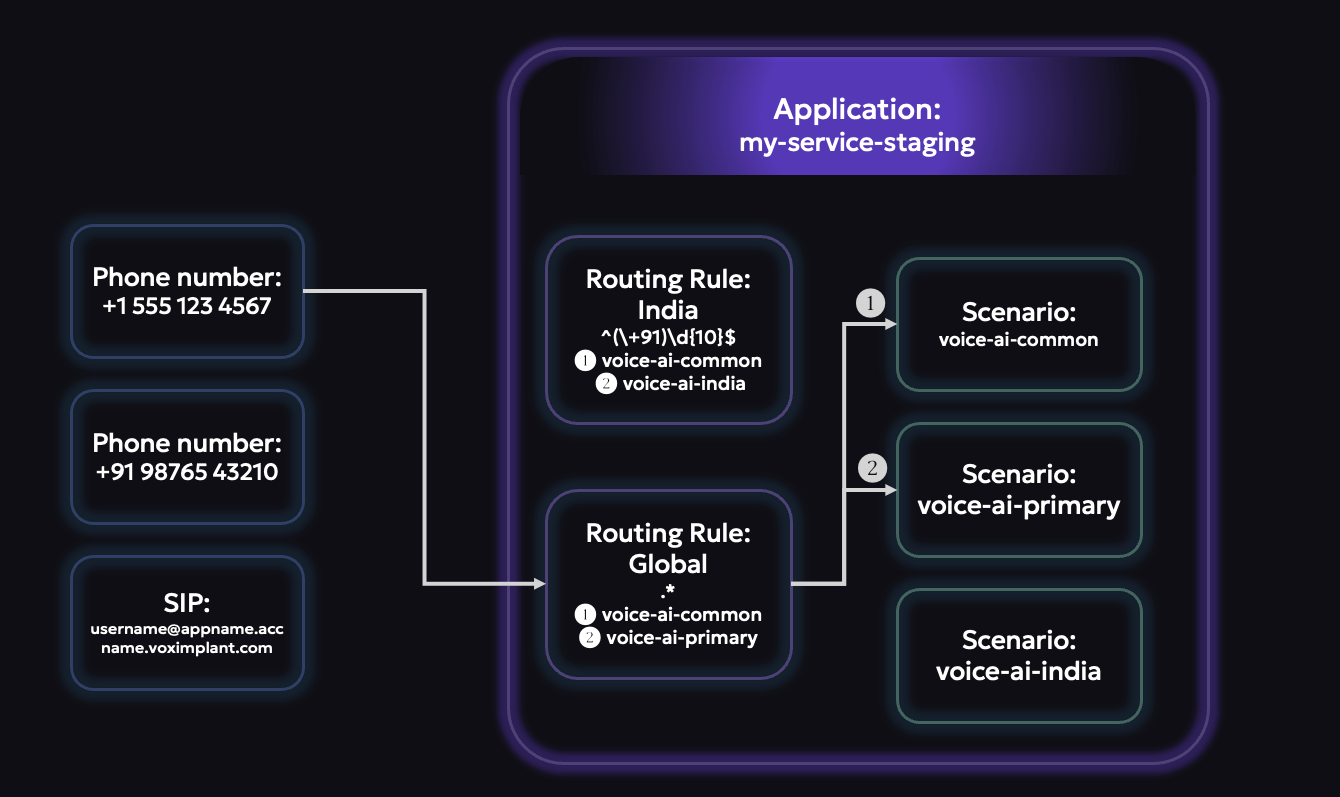 Application:
my-service-staging
Phone number:
+1 555 123 4567
Phone number:
+91 98765 43210
SIP:
username@appname.acc
name.voximplant.com
Routing Rule:
India
^(\+91)\d{10}$
1 voice-ai-common
2 voice-ai-india
Routing Rule:
Global
.*
1 voice-ai-common
2 voice-ai-primary
1
2
Scenario:
voice-ai-common
Scenario:
voice-ai-primary
Scenario:
voice-ai-india